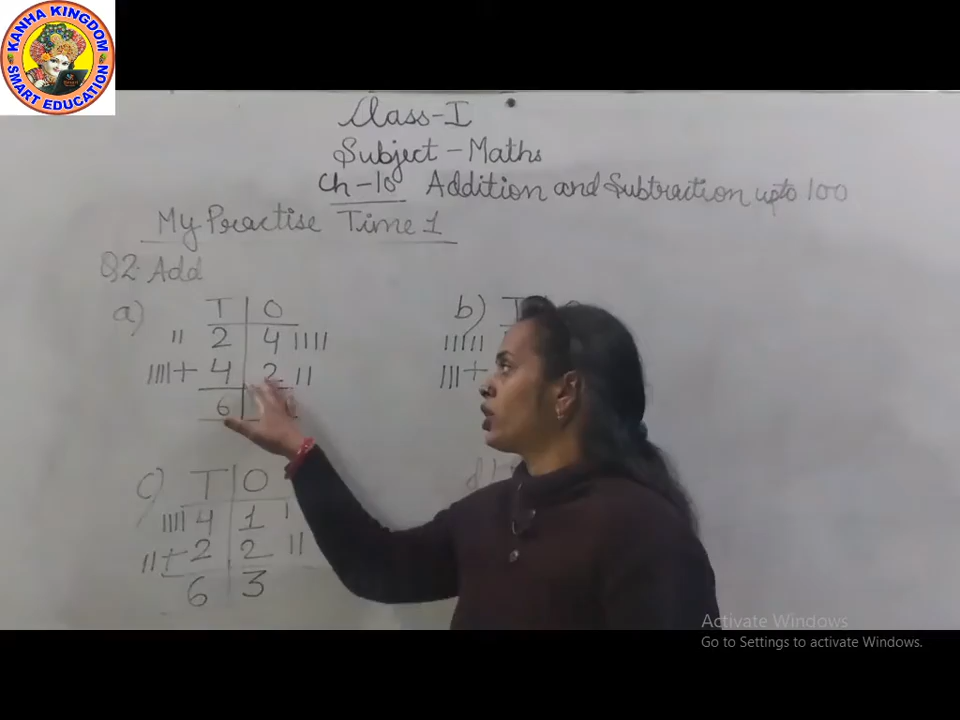 KANHA KINGDOM
SMART EDUCATION
Class-I
Subject - Maths
Ch-10 Addition and Subtraction upto 100
My Practise Time 1
Q2. Add
a) T | O
2 | 4
+ 4 | 2
6
b) T | O
+
c) T | O
4 | 1
+ 2 | 2
6 | 3
d)
Activate Windows
Go to Settings to activate Windows.